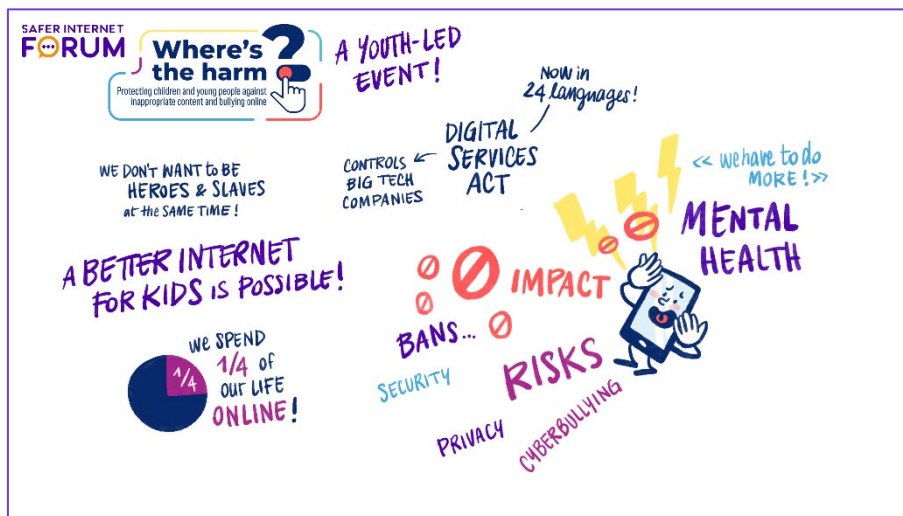 SAFER INTERNET
FORUM
Where's
the harm
?
Protecting children and young people against
inappropriate content and bullying online
A YOUTH-LED
EVENT!
Now in
24 languages!
DIGITAL
SERVICES
ACT
CONTROLS
BIG TECH
COMPANIES
WE DON'T WANT to BE
HEROES & SLAVES
at the SAME TIME!
<< we have to do
MORE! >>
MENTAL
HEALTH
A BETTER INTERNET
FOR KIDS is POSSIBLE!
IMPACT
BANS...
RISKS
SECURITY
PRIVACY
CYBERBULLYING
we SPEND
1/4 of
our LIFE
ONLINE!
1/4